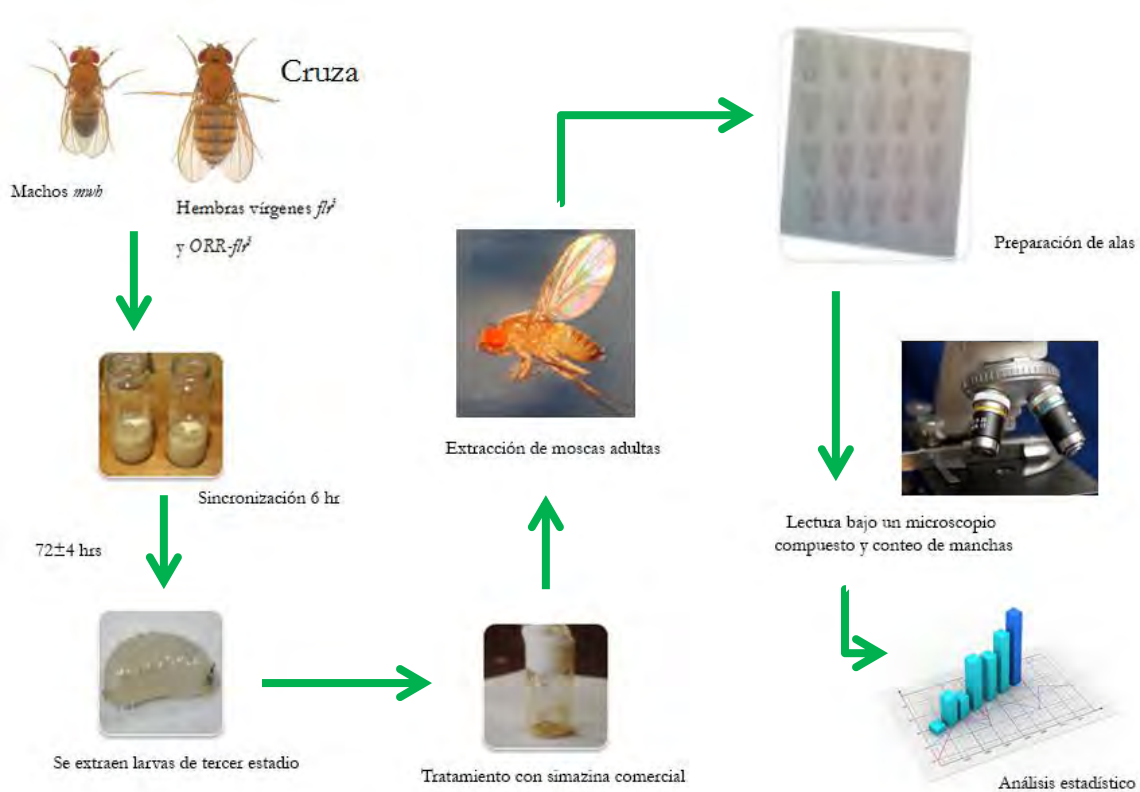 Cruza
Machos mwh
Hembras vírgenes flr³
y ORR-flr³
Sincronización 6 hr
72±4 hrs
Se extraen larvas de tercer estadio
Tratamiento con simazina comercial
Extracción de moscas adultas
Preparación de alas
Lectura bajo un microscopio
compuesto y conteo de manchas
Análisis estadístico